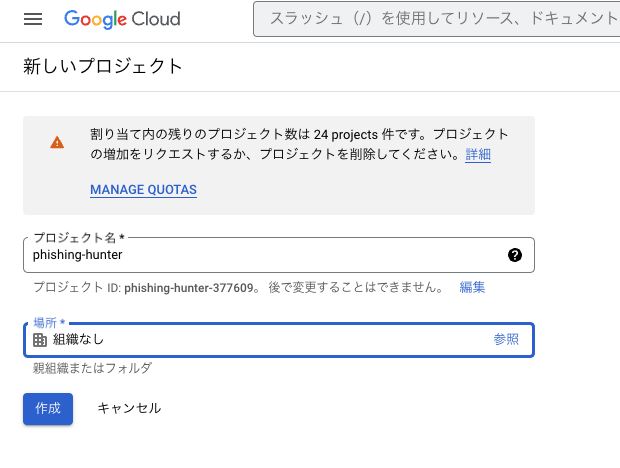 Google Cloud
スラッシュ（/）を使用してリソース、ドキュメント
新しいプロジェクト
割り当て内の残りのプロジェクト数は 24 projects 件です。プロジェクト
の増加をリクエストするか、プロジェクトを削除してください。詳細
MANAGE QUOTAS
プロジェクト名 *
phishing-hunter
プロジェクト ID: phishing-hunter-377609。 後で変更することはできません。 編集
場所 *
組織なし 参照
親組織またはフォルダ
作成 キャンセル